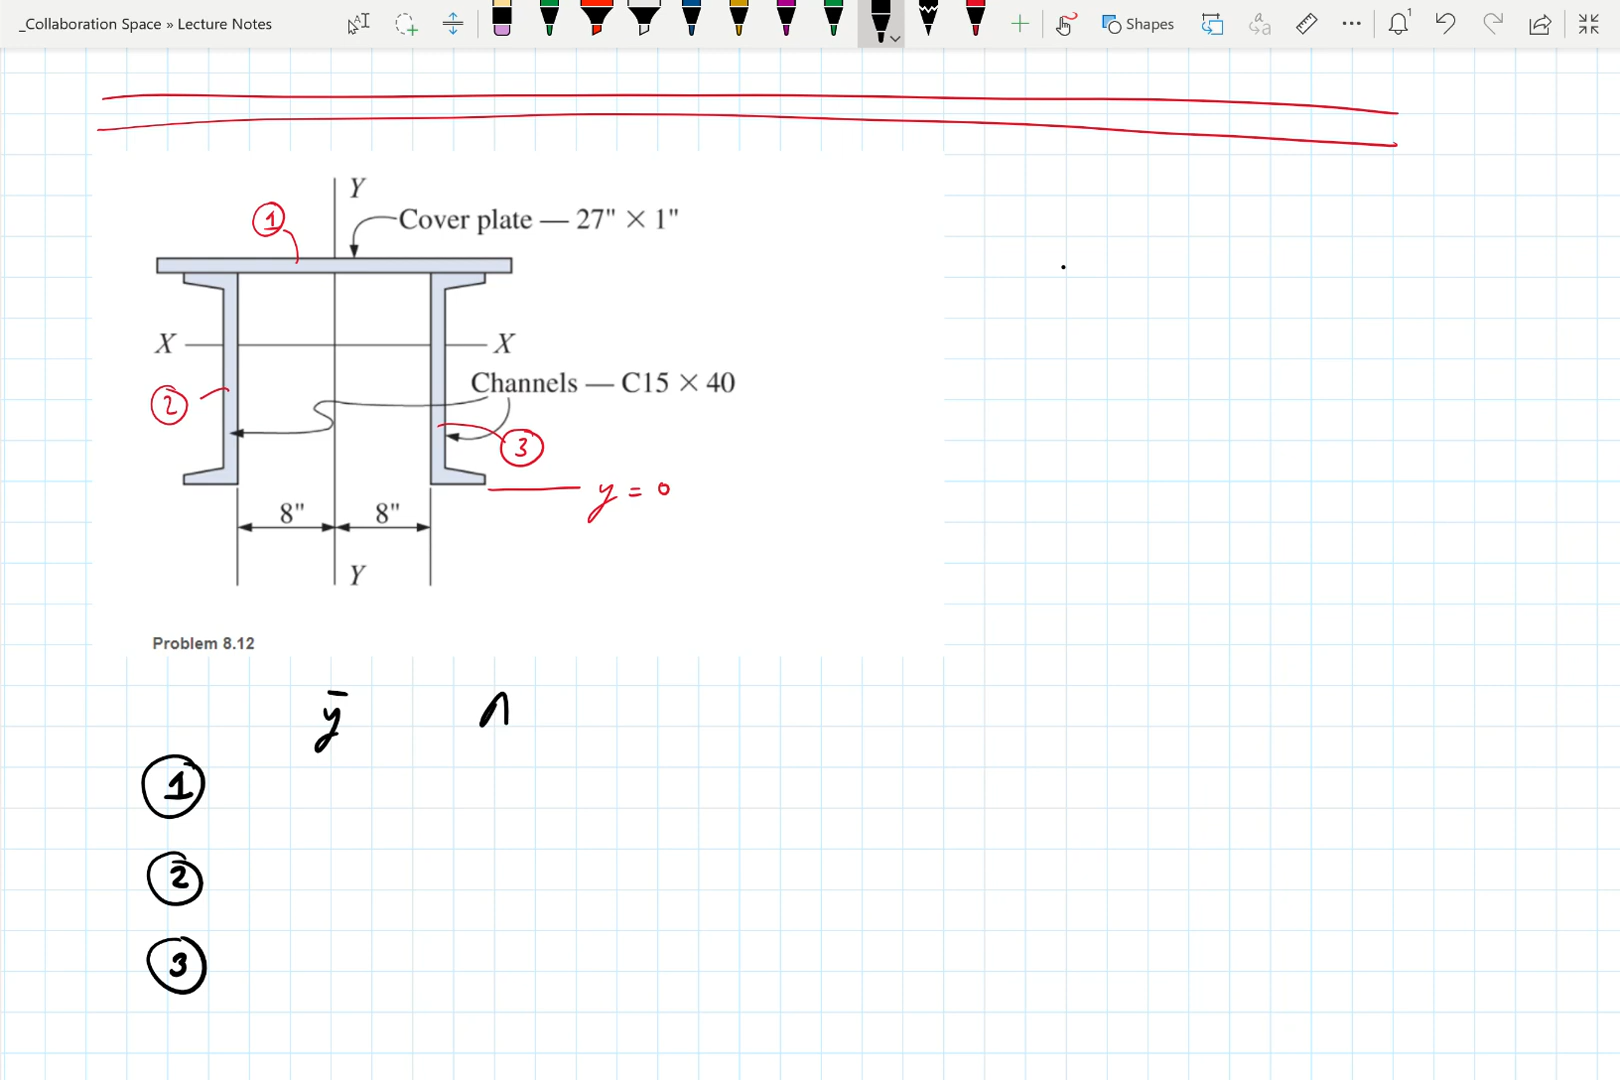 _Collaboration Space » Lecture Notes
Shapes
1
Y
Cover plate — 27" × 1"
1
X
X
Channels — C15 × 40
2
3
y = 0
8"
8"
Y
Problem 8.12
ȳ
1
2
3